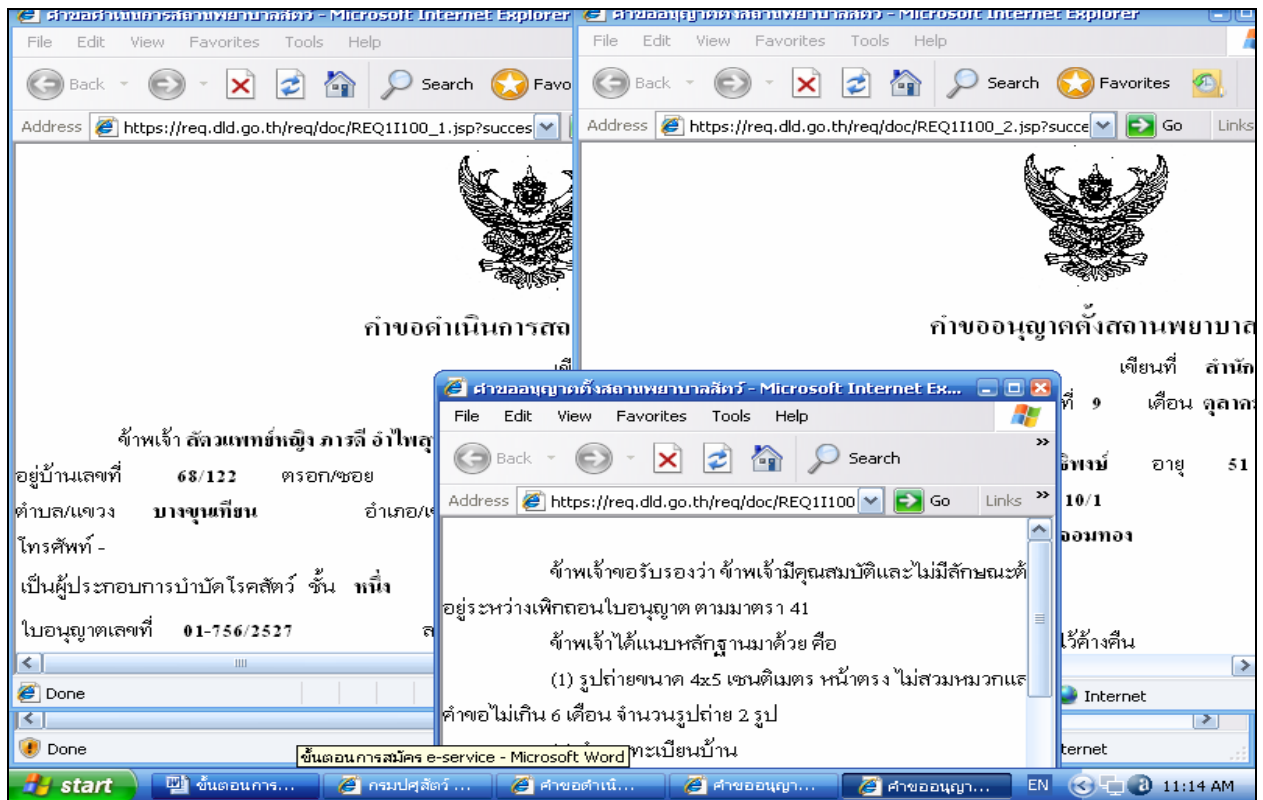 คำขอดำเนินการสถานพยาบาลสัตว์ - Microsoft Internet Explorer
File Edit View Favorites Tools Help
Back Search Favo
Address https://req.dld.go.th/req/doc/REQ1I100_1.jsp?succes
คำขอดำเนินการสถ
ข้าพเจ้า สัตวแพทย์หญิง ภารดี อำไพสุ
อยู่บ้านเลขที่ 68/122 ตรอก/ซอย
ตำบล/แขวง บางขุนเทียน อำเภอ/เข
โทรศัพท์ -
เป็นผู้ประกอบการบำบัดโรคสัตว์ ชั้น หนึ่ง
ใบอนุญาตเลขที่ 01-756/2527 ล
Done
Done
คำขออนุญาตตั้งสถานพยาบาลสัตว์ - Microsoft Internet Explorer
File Edit View Favorites Tools Help
Back Search Favorites
Address https://req.dld.go.th/req/doc/REQ1I100_2.jsp?succe Go Links
คำขออนุญาตตั้งสถานพยาบาล
เขียนที่ สำนัก
ที่ 9 เดือน ตุลาค
ธิพงษ์ อายุ 51
10/1
จอมทอง
ไว้ค้างคืน
Internet
ternet
คำขออนุญาตตั้งสถานพยาบาลสัตว์ - Microsoft Internet Ex...
File Edit View Favorites Tools Help
Back Search
Address https://req.dld.go.th/req/doc/REQ1I100 Go Links
ข้าพเจ้าขอรับรองว่า ข้าพเจ้ามีคุณสมบัติและไม่มีลักษณะต้
อยู่ระหว่างเพิกถอนใบอนุญาต ตามมาตรา 41
ข้าพเจ้าได้แนบหลักฐานมาด้วย คือ
(1) รูปถ่ายขนาด 4x5 เซนติเมตร หน้าตรง ไม่สวมหมวกแล
คำขอไม่เกิน 6 เดือน จำนวนรูปถ่าย 2 รูป
ทะเบียนบ้าน
ขั้นตอนการสมัคร e-service - Microsoft Word
start ขั้นตอนการ... กรมปศุสัตว์ ... คำขอดำเนิ... คำขออนุญา... คำขออนุญา... EN 11:14 AM